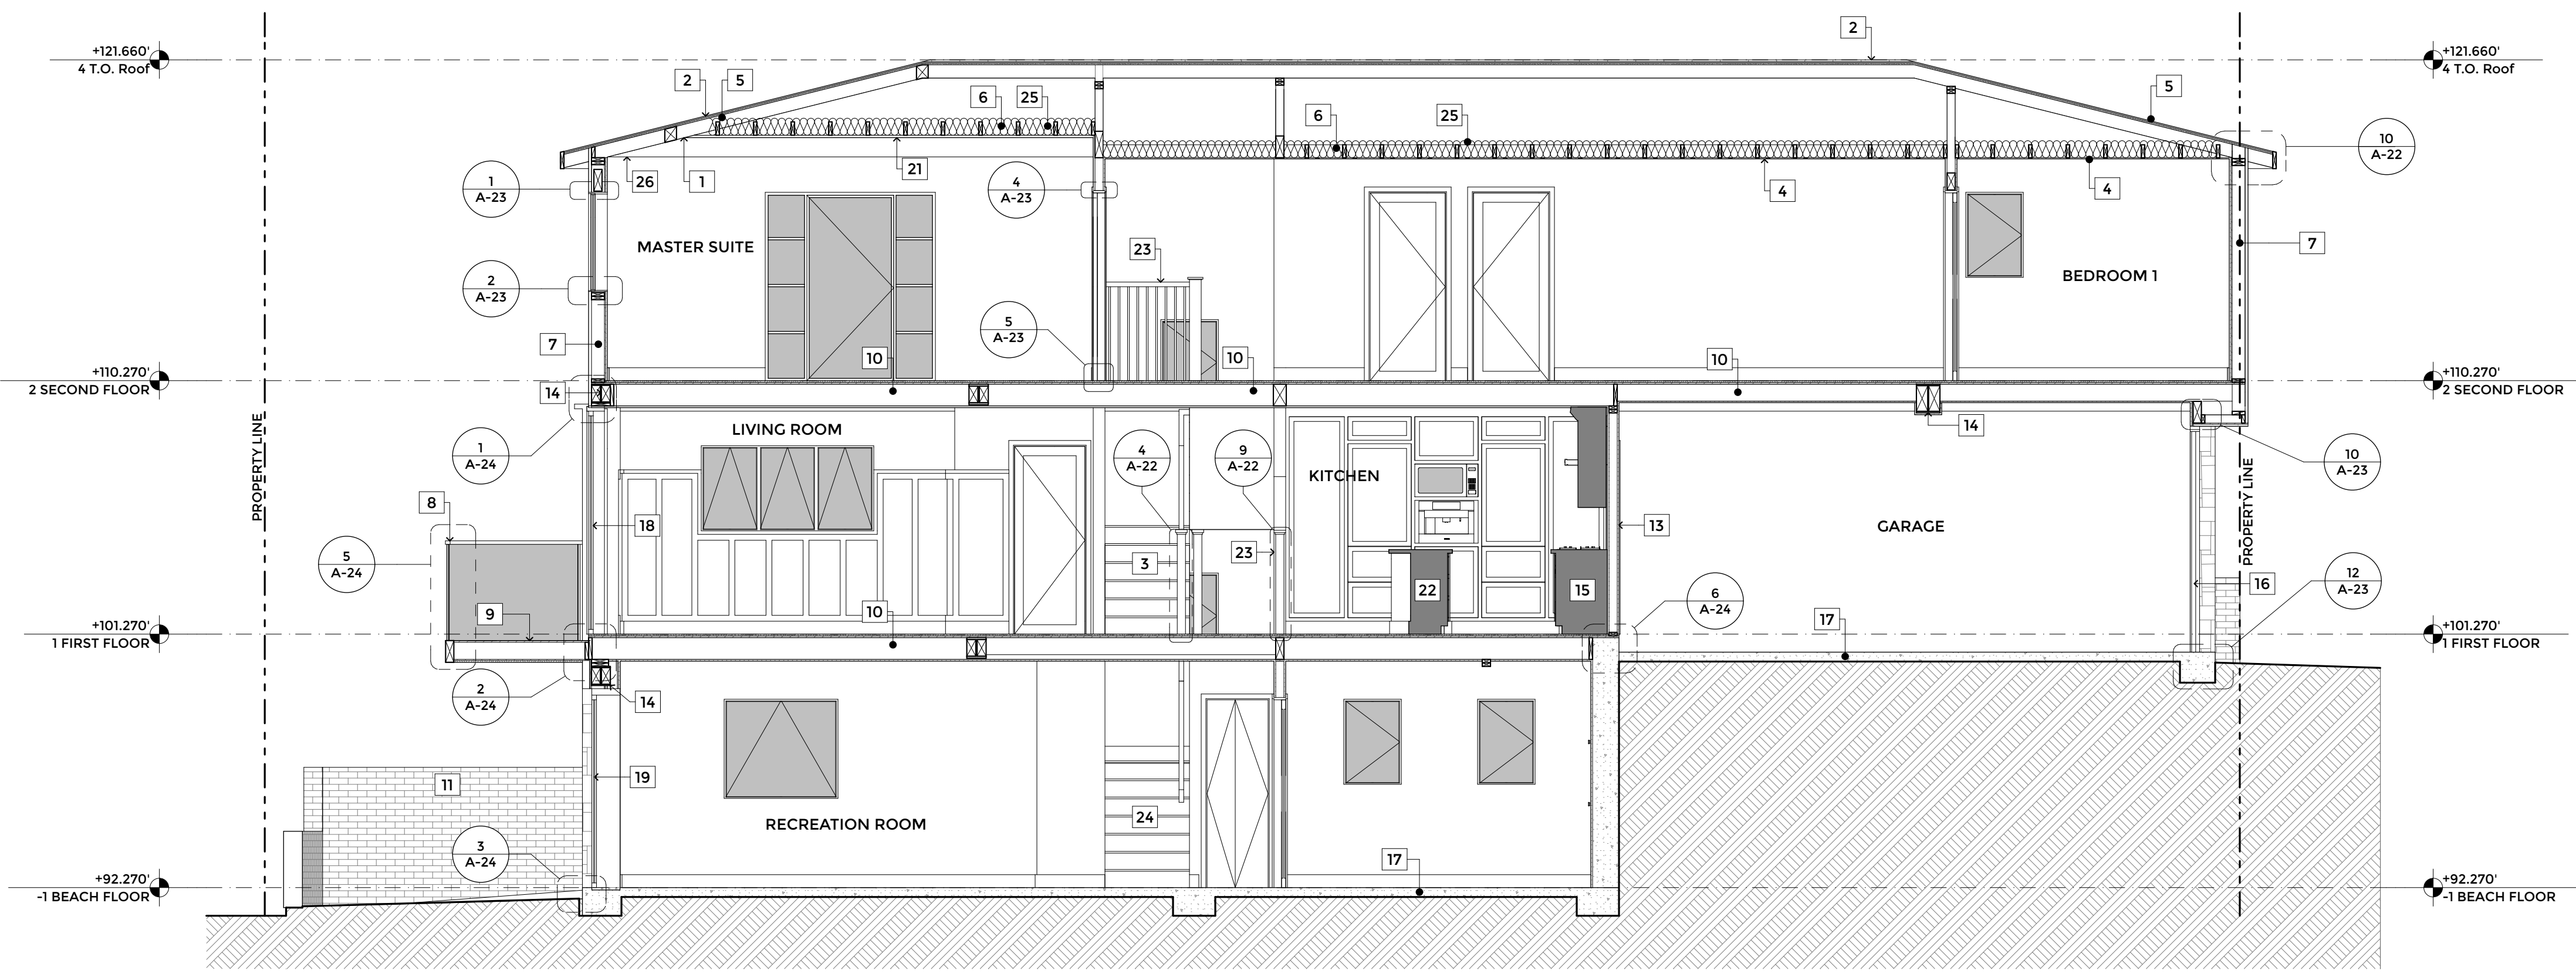 2
+121.660'
4 T.O. Roof
+121.660'
4 T.O. Roof
2
5
6
25
6
25
5
10
A-22
1
A-23
26
1
21
4
A-23
4
4
MASTER SUITE
23
7
BEDROOM 1
2
A-23
5
A-23
7
10
10
10
+110.270'
2 SECOND FLOOR
+110.270'
2 SECOND FLOOR
14
14
LIVING ROOM
1
A-24
4
A-22
9
A-22
KITCHEN
10
A-23
PROPERTY LINE
PROPERTY LINE
8
18
13
GARAGE
5
A-24
3
23
22
15
16
12
A-23
9
10
6
A-24
17
+101.270'
1 FIRST FLOOR
+101.270'
1 FIRST FLOOR
2
A-24
14
11
19
RECREATION ROOM
24
3
A-24
17
+92.270'
-1 BEACH FLOOR
+92.270'
-1 BEACH FLOOR